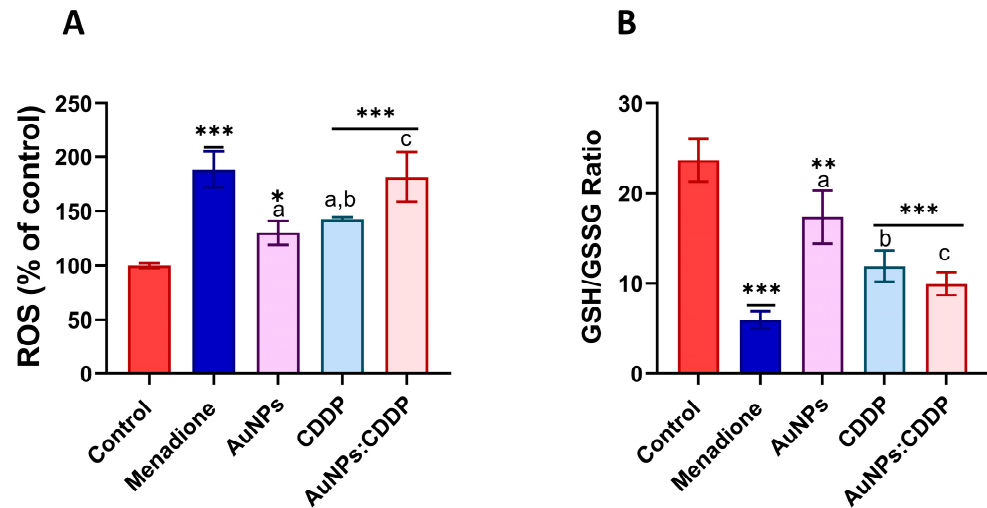 A
ROS (% of control)
250
200
150
100
50
0
***
*
a
a,b
***
c
Control
Menadione
AuNPs
CDDP
AuNPs:CDDP
B
GSH/GSSG Ratio
30
20
10
0
***
**
a
***
b
c
Control
Menadione
AuNPs
CDDP
AuNPs:CDDP